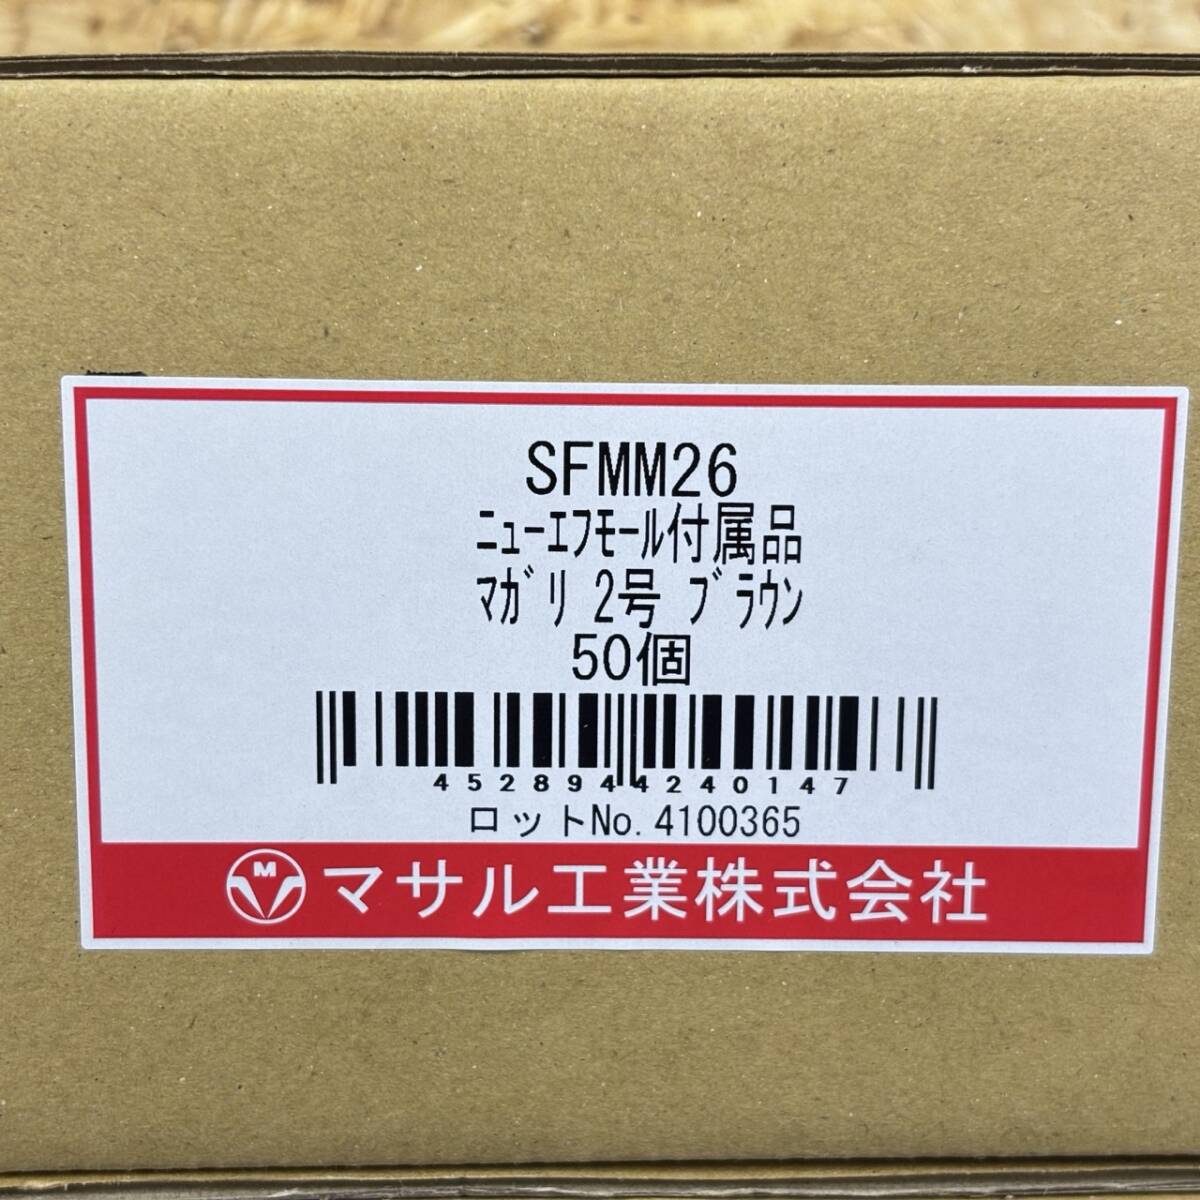 SFMM26
ﾆｭｰｴﾌﾓｰﾙ付属品
ﾏｶﾞﾘ 2号 ﾌﾞﾗｳﾝ
50個
4528944240147
ロットNo.4100365
M マサル工業株式会社